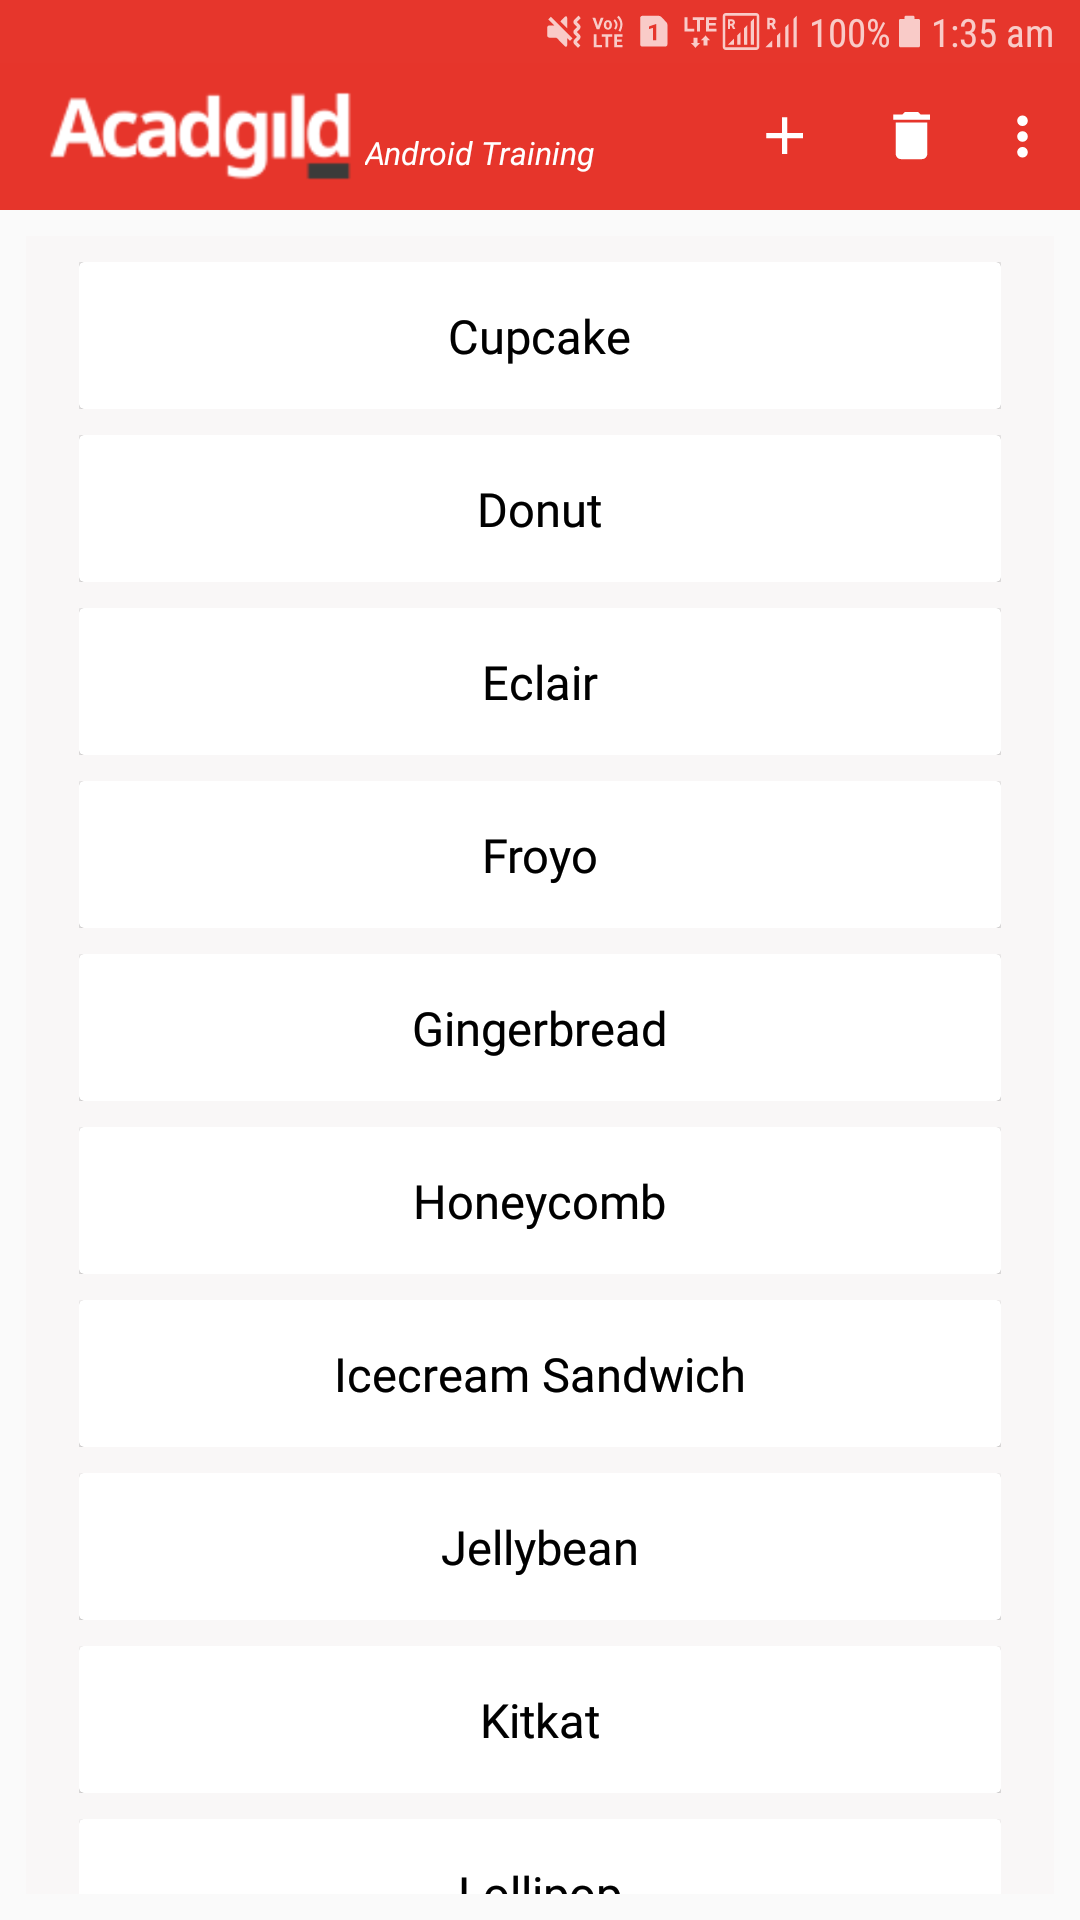 Vo)) LTE 1 LTE R R 100% 1:35 am
Acadgild Android Training
Cupcake
Donut
Eclair
Froyo
Gingerbread
Honeycomb
Icecream Sandwich
Jellybean
Kitkat
Lollipop